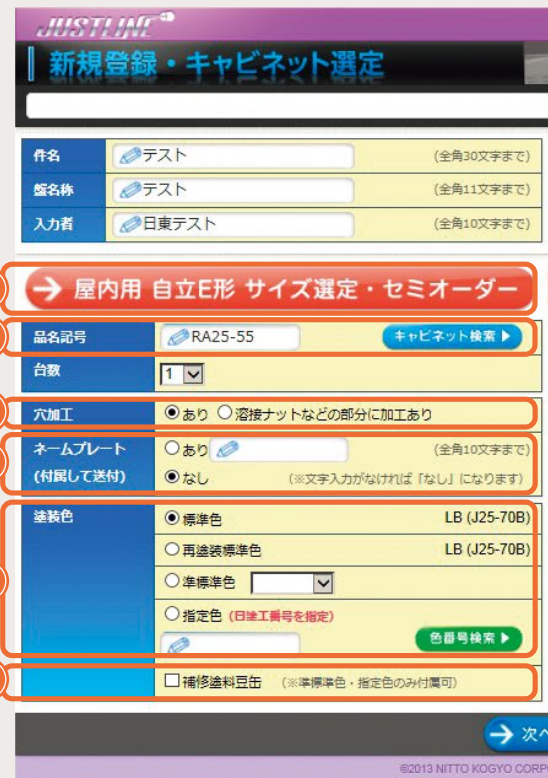 JUSTLINE
新規登録・キャビネット選定
件名 テスト (全角30文字まで)
盤名称 テスト (全角11文字まで)
入力者 日東テスト (全角10文字まで)
屋内用 自立E形 サイズ選定・セミオーダー
品名記号 RA25-55 キャビネット検索
台数 1
穴加工 あり 溶接ナットなどの部分に加工あり
ネームプレート あり (全角10文字まで)
(付属して送付) なし (※文字入力がなければ「なし」になります)
塗装色 標準色 LB (J25-70B)
再塗装標準色 LB (J25-70B)
準標準色
指定色 (日塗工番号を指定)
色番号検索
補修塗料豆缶 (※準標準色・指定色のみ付属可)
次へ
©2013 NITTO KOGYO CORP